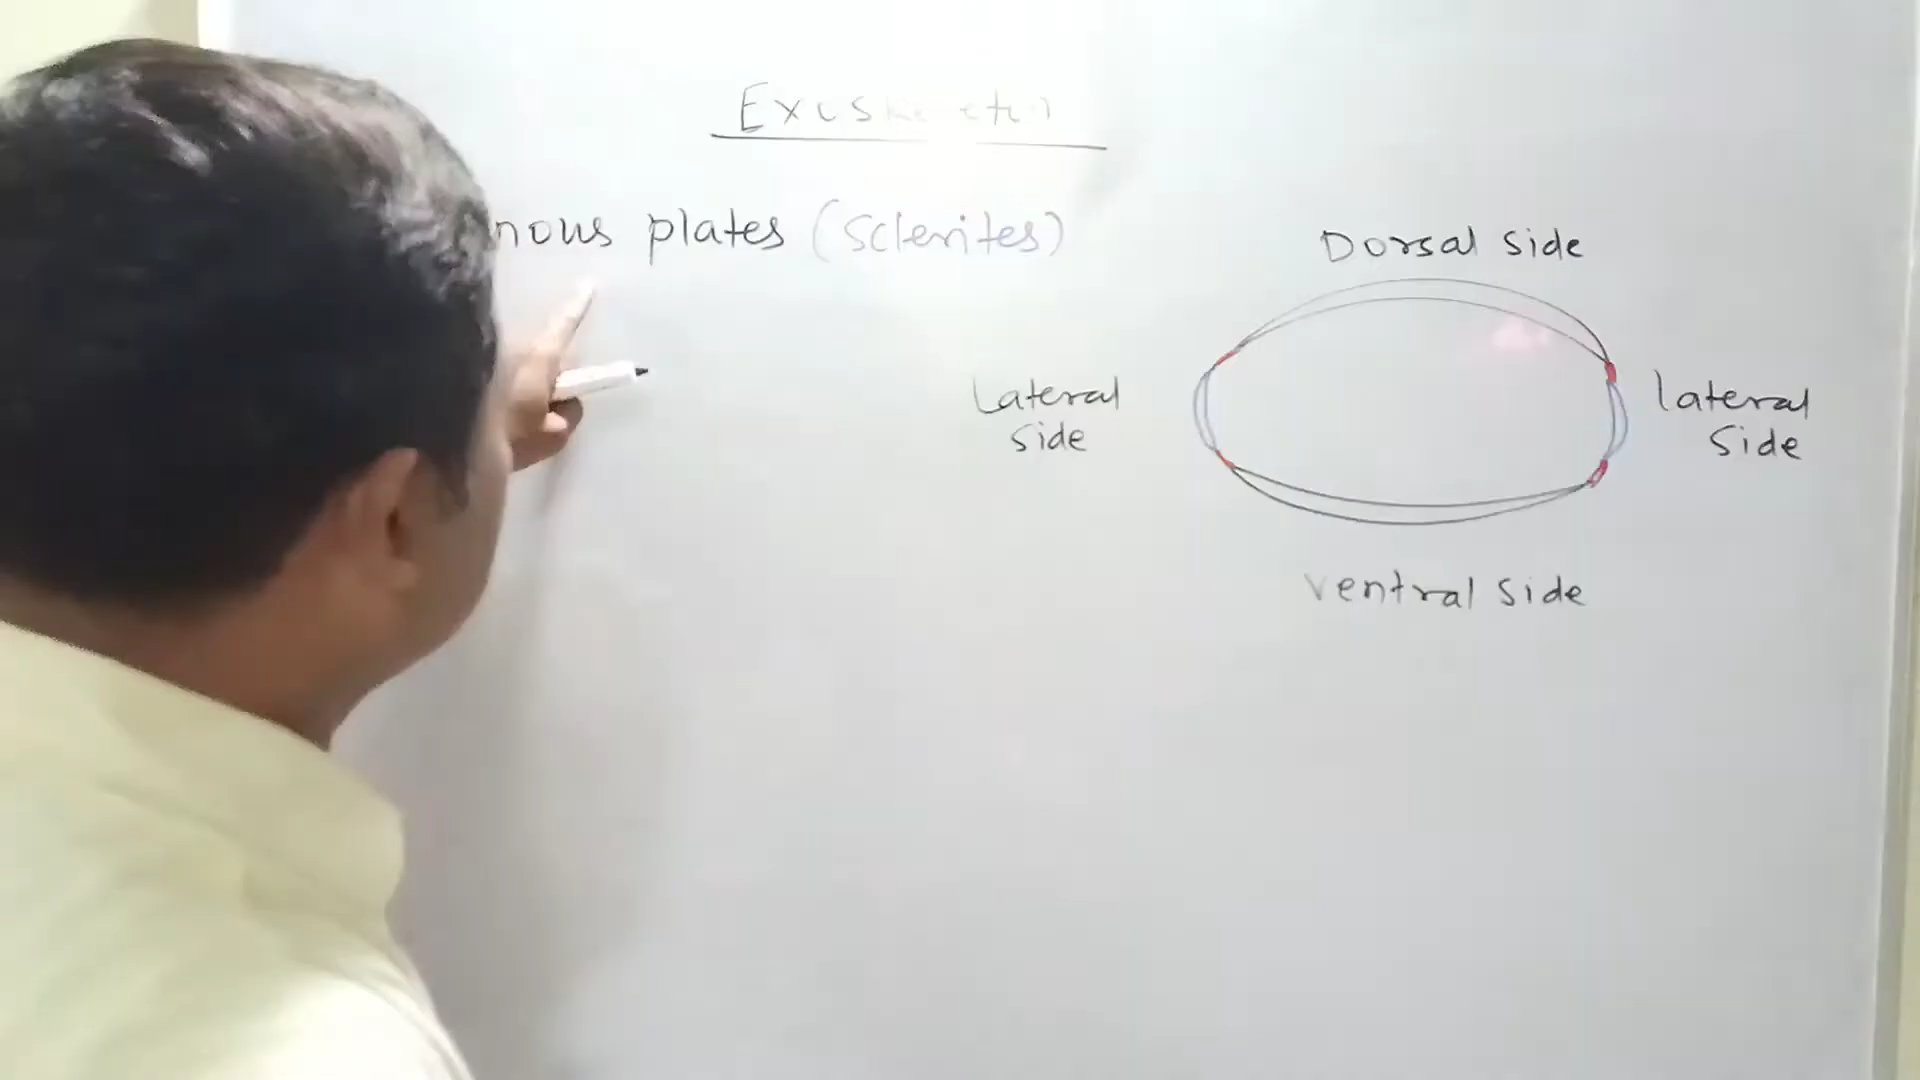 Exoskeleton
nous plates (Sclerites)
Dorsal side
Lateral
side
Lateral
side
Ventral side